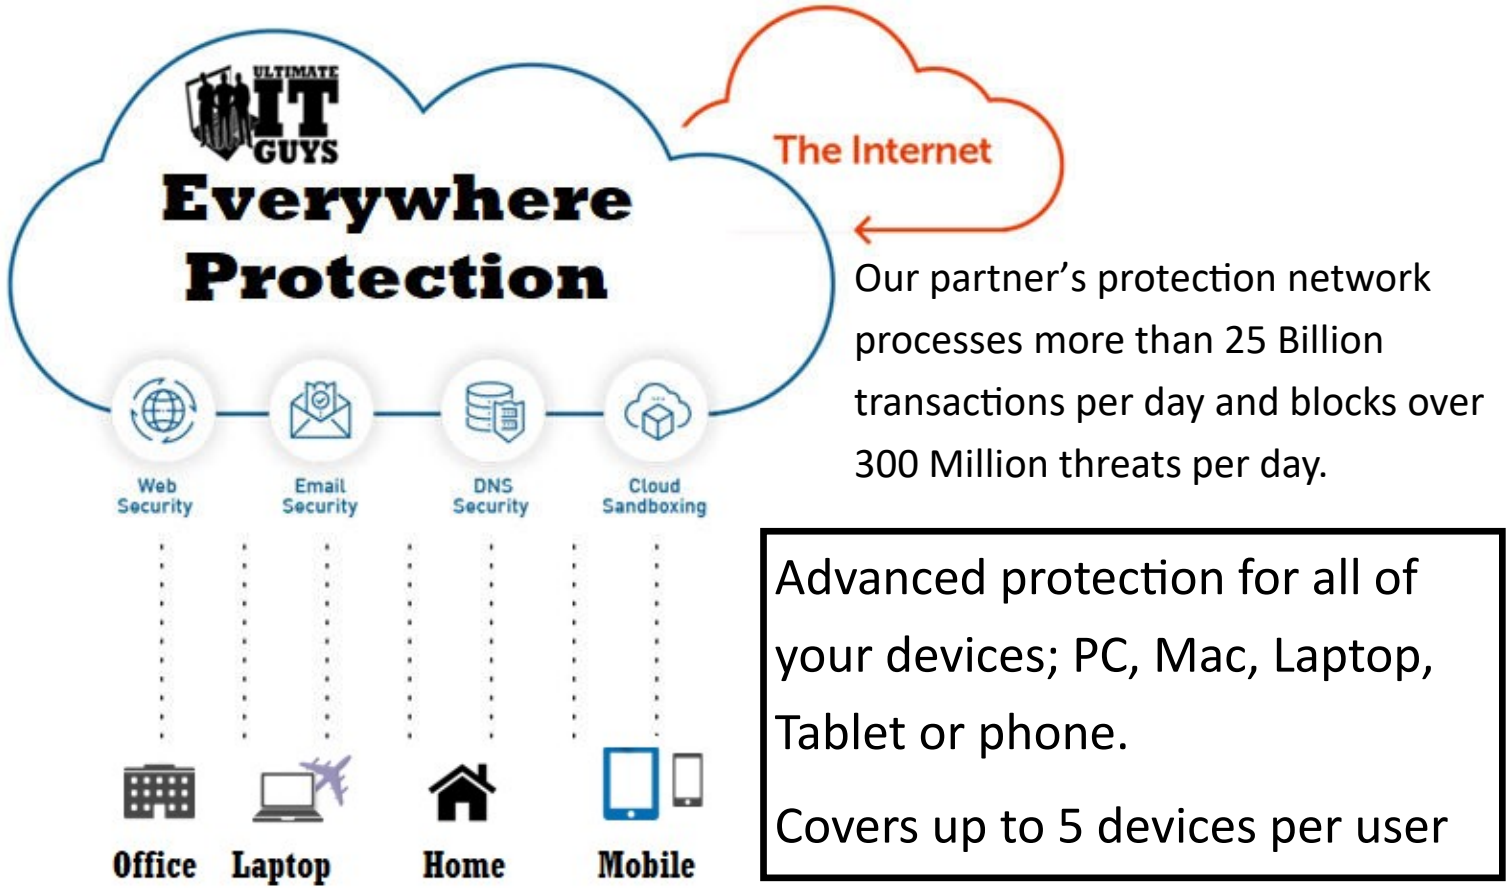 ULTIMATE
IT
GUYS
Everywhere
Protection
The Internet
Our partner’s protection network
processes more than 25 Billion
transactions per day and blocks over
300 Million threats per day.
Web
Security
Email
Security
DNS
Security
Cloud
Sandboxing
Advanced protection for all of
your devices; PC, Mac, Laptop,
Tablet or phone.
Covers up to 5 devices per user
Office
Laptop
Home
Mobile